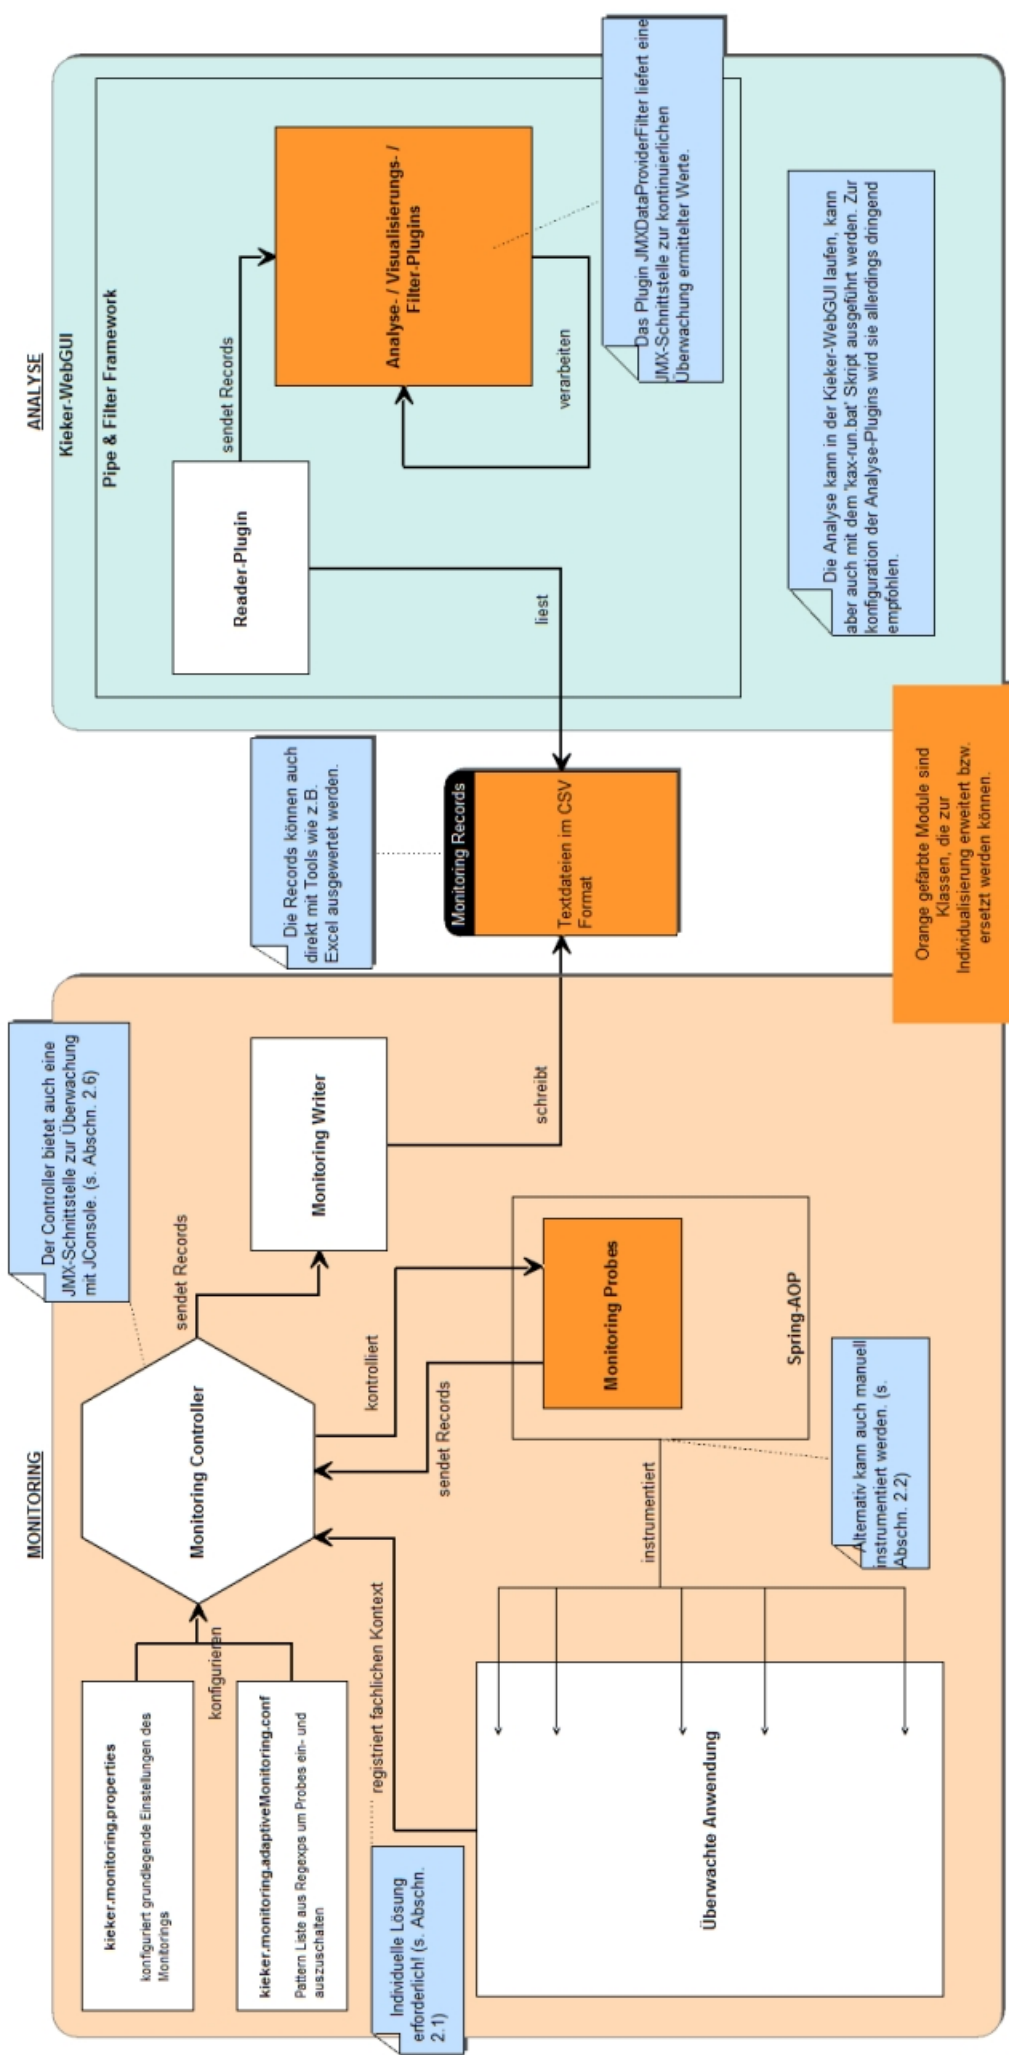 MONITORING
kieker.monitoring.properties
konfiguriert grundlegende Einstellungen des
Monitorings
kieker.monitoring.adaptiveMonitoring.conf
Pattern Liste aus Regexps um Probes ein- und
auszuschalten
konfigurieren
Monitoring Controller
Der Controller bietet auch eine
JMX-Schnittstelle zur Überwachung
mit JConsole. (s. Abschn. 2.6)
sendet Records
Monitoring Writer
schreibt
Individuelle Lösung
erforderlich! (s. Abschn.
2.1)
registriert fachlichen Kontext
sendet Records
kontrolliert
Monitoring Probes
Spring-AOP
instrumentiert
Überwachte Anwendung
Alternativ kann auch manuell
instrumentiert werden. (s.
Abschn. 2.2)
Die Records können auch
direkt mit Tools wie z.B.
Excel ausgewertet werden.
Monitoring Records
Textdateien im CSV
Format
Orange gefärbte Module sind
Klassen, die zur
Individualisierung erweitert bzw.
ersetzt werden können.
ANALYSE
Kieker-WebGUI
Pipe & Filter Framework
Reader-Plugin
sendet Records
liest
Analyse- / Visualisierungs- /
Filter-Plugins
verarbeiten
Das Plugin JMXDataProviderFilter liefert eine
JMX-Schnittstelle zur kontinuierlichen
Überwachung ermittelter Werte.
Die Analyse kann in der Kieker-WebGUI laufen, kann
aber auch mit dem 'kax-run.bat' Skript ausgeführt werden. Zur
konfiguration der Analyse-Plugins wird sie allerdings dringend
empfohlen.